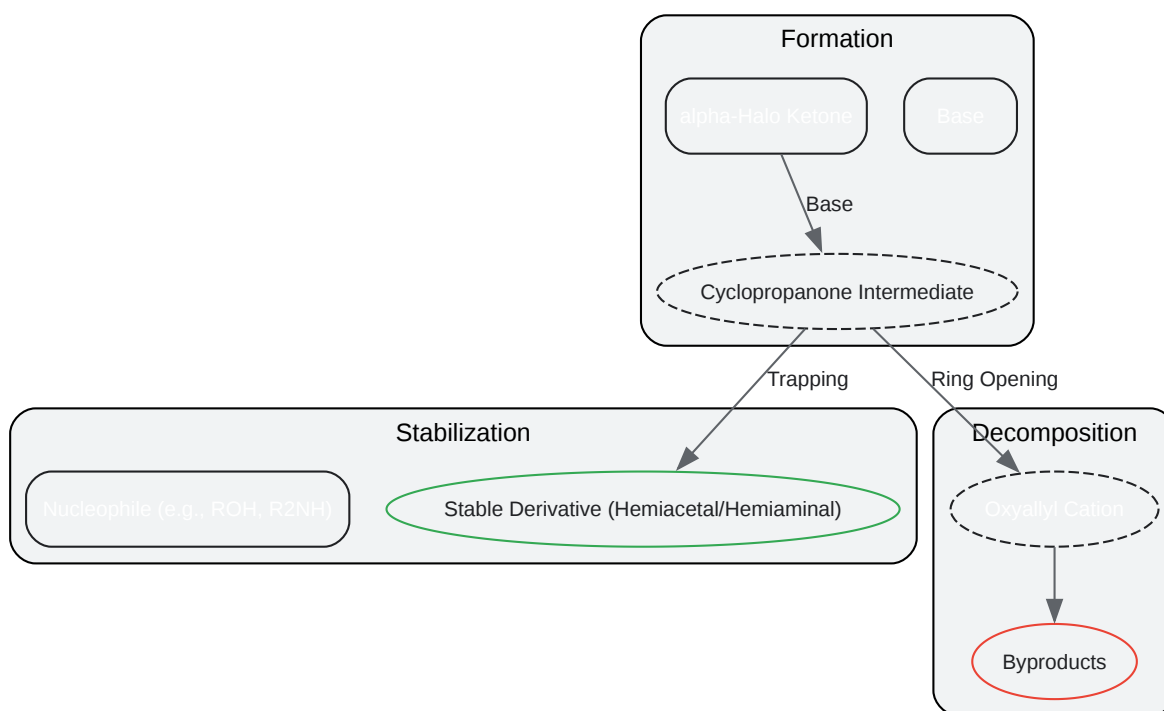 Formation
alpha-Halo Ketone
Base
Base
Cyclopropanone Intermediate
Trapping
Ring Opening
Stabilization
Decomposition
Nucleophile (e.g., ROH, R2NH)
Stable Derivative (Hemiacetal/Hemiaminal)
Oxyallyl Cation
Byproducts